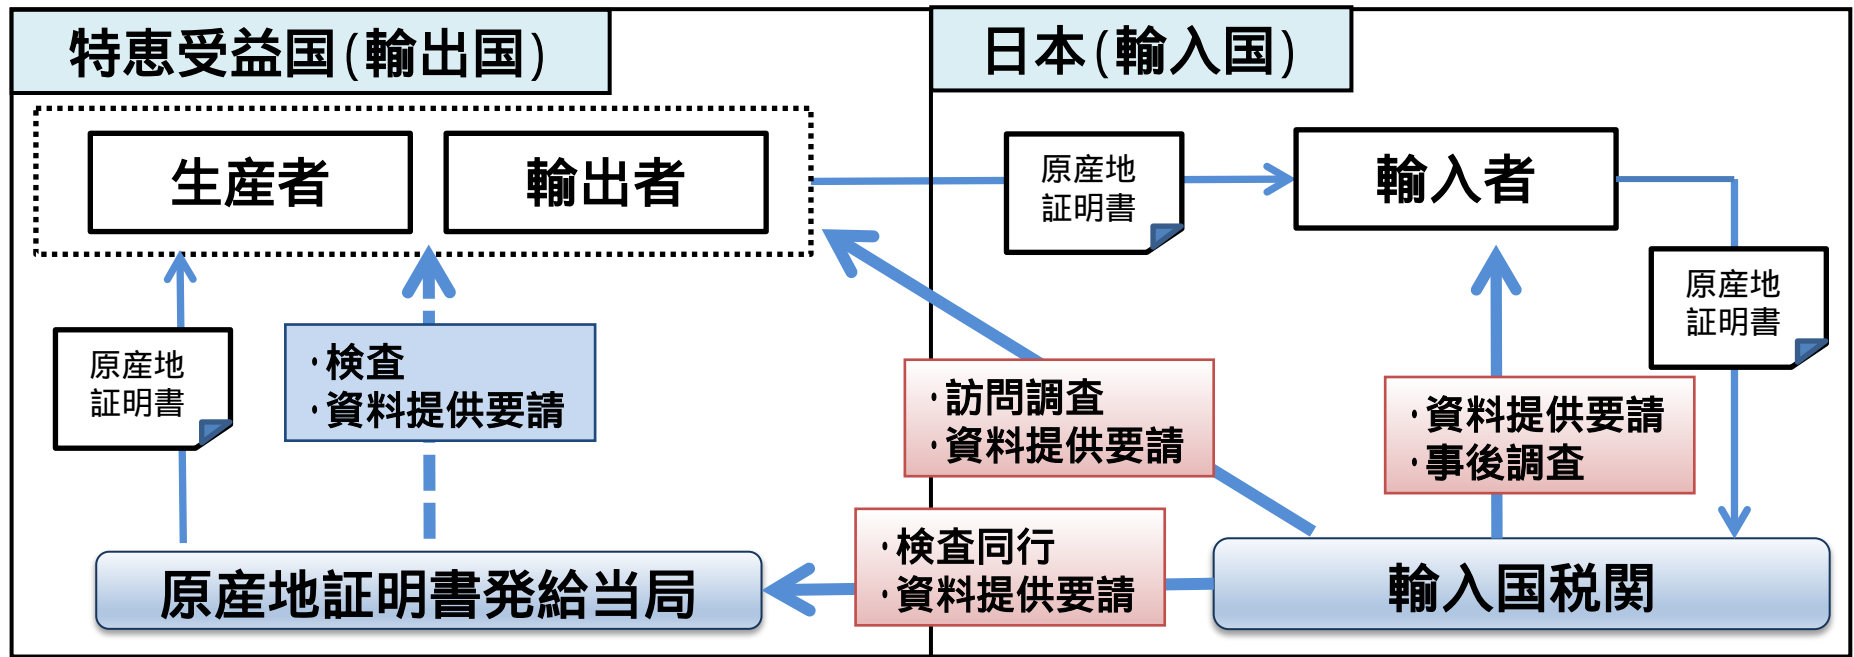 特恵受益国(輸出国)
日本(輸入国)
生産者
輸出者
原産地
証明書
輸入者
原産地
証明書
原産地
証明書
・検査
・資料提供要請
・訪問調査
・資料提供要請
・資料提供要請
・事後調査
・検査同行
・資料提供要請
原産地証明書発給当局
輸入国税関